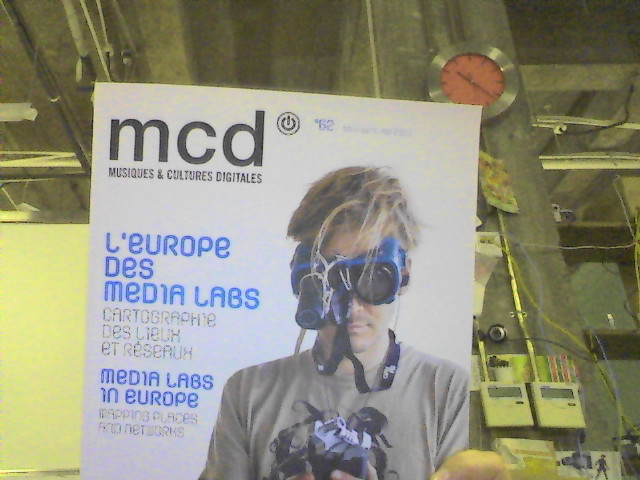 mcd
°62
MUSIQUES & CULTURES DIGITALES
L'EUROPE
DES
MEDIA LABS
CARTOGRAPHIE
DES LIEUX
ET RÉSEAUX
MEDIA LABS
IN EUROPE
MAPPING PLACES
AND NETWORKS